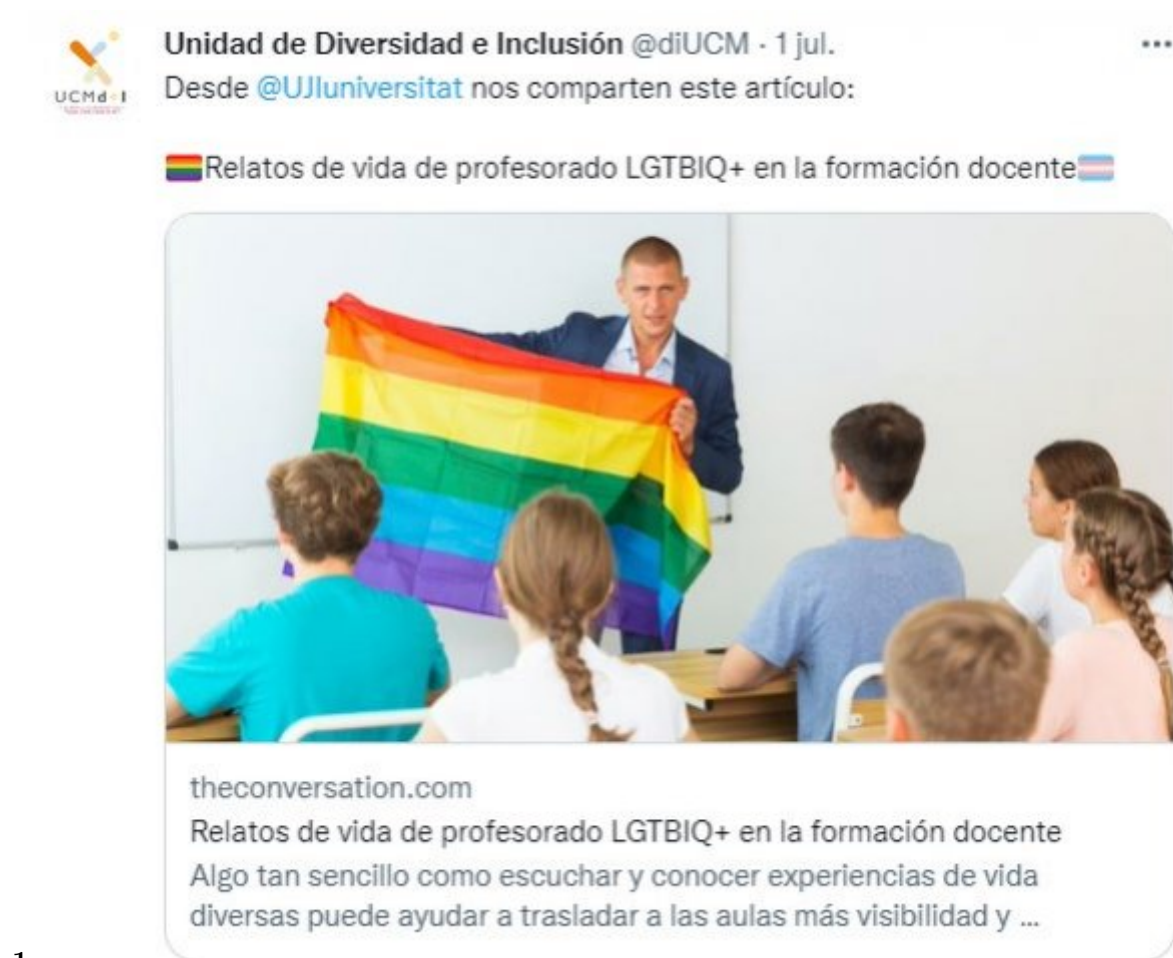 Unidad de Diversidad e Inclusión @diUCM · 1 jul.
UCMd+i
Desde @UJIuniversitat nos comparten este artículo:
Relatos de vida de profesorado LGTBIQ+ en la formación docente
theconversation.com
Relatos de vida de profesorado LGTBIQ+ en la formación docente
Algo tan sencillo como escuchar y conocer experiencias de vida
diversas puede ayudar a trasladar a las aulas más visibilidad y ...